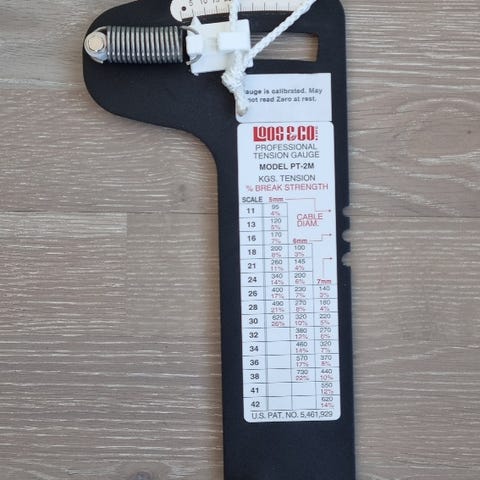 5 10 15
auge is calibrated. May
ot read Zero at rest.
LOOS & CO.
PROFESSIONAL
TENSION GAUGE
MODEL PT-2M
KGS. TENSION
% BREAK STRENGTH
SCALE 5mm
95
11
4%
CABLE
DIAM.
120
13
5%
170
16
7% 6mm
200 100
18
8% 3%
260 145
21
11% 4%
340 200
24
14% 6% 7mm
400 230 140
26
17% 7% 3%
490 270 180
28
21% 8% 4%
620 320 220
30
26% 10% 5%
380 270
32
12% 6%
460 320
34
14% 7%
570 370
36
17% 8%
730 440
38
22% 10%
550
41
12%
620
42
14%
U.S. PAT. NO. 5,461,929